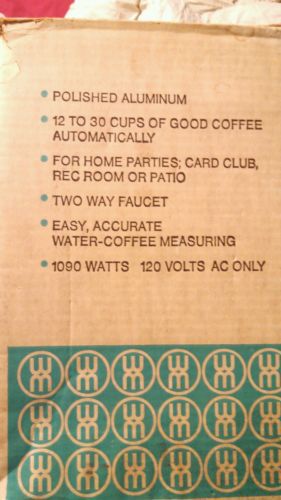 • POLISHED ALUMINUM
• 12 TO 30 CUPS OF GOOD COFFEE
AUTOMATICALLY
• FOR HOME PARTIES; CARD CLUB,
REC ROOM OR PATIO
• TWO WAY FAUCET
• EASY, ACCURATE
WATER-COFFEE MEASURING
• 1090 WATTS 120 VOLTS AC ONLY